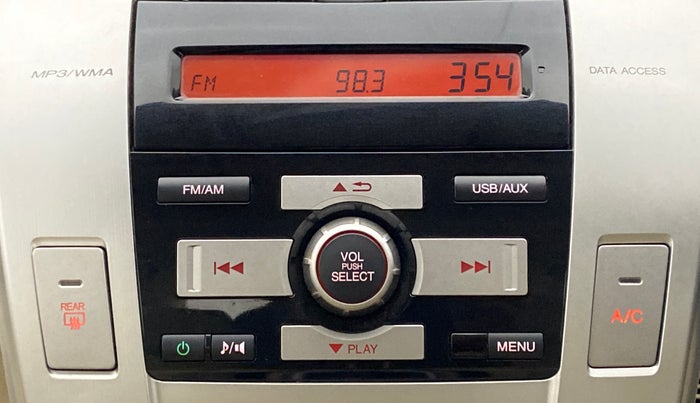 MP3/WMA
FM 98.3 354
DATA ACCESS
FM/AM
USB/AUX
VOL
PUSH
SELECT
REAR
A/C
PLAY
MENU